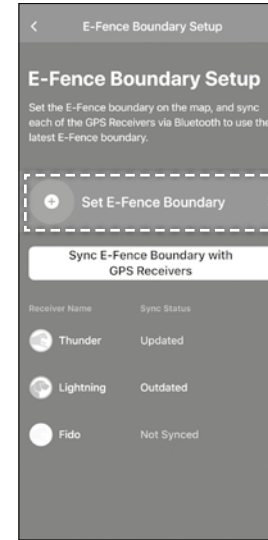 E-Fence Boundary Setup
E-Fence Boundary Setup
Set the E-Fence boundary on the map, and sync
each of the GPS Receivers via Bluetooth to use the
latest E-Fence boundary.
Set E-Fence Boundary
Sync E-Fence Boundary with
GPS Receivers
Receiver Name Sync Status
Thunder Updated
Lightning Outdated
Fido Not Synced